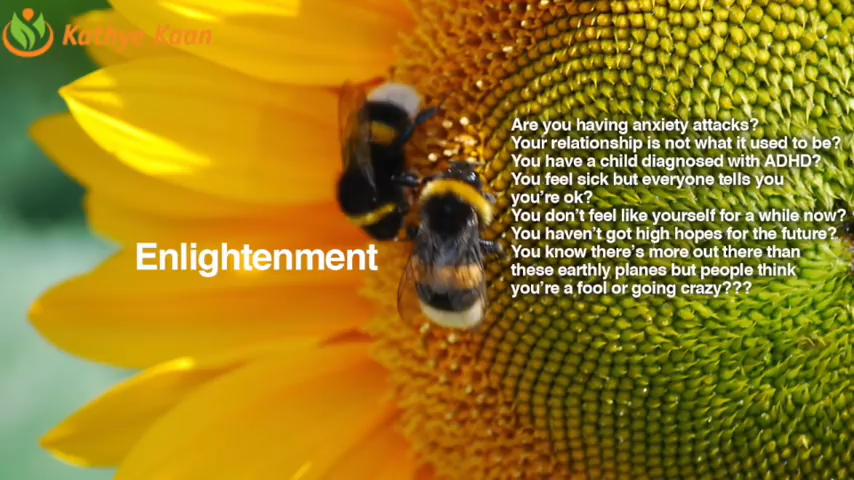 Kathye Kaan
Are you having anxiety attacks?
Your relationship is not what it used to be?
You have a child diagnosed with ADHD?
You feel sick but everyone tells you
you're ok?
You don't feel like yourself for a while now?
You haven't got high hopes for the future?
You know there's more out there than
these earthly planes but people think
you're a fool or going crazy???
Enlightenment